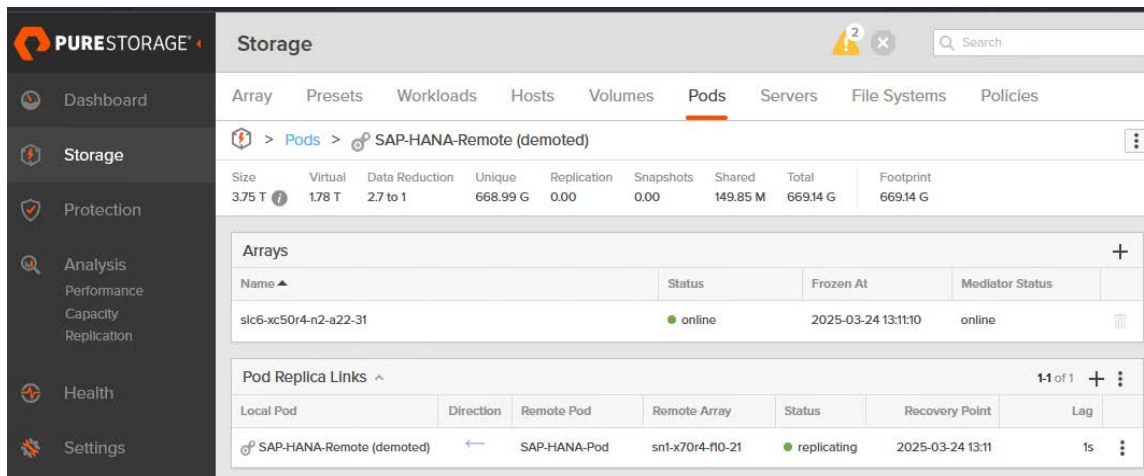 PURESTORAGE®
Storage
2
Search
Dashboard
Storage
Protection
Analysis
Performance
Capacity
Replication
Health
Settings
Array Presets Workloads Hosts Volumes Pods Servers File Systems Policies
> Pods > SAP-HANA-Remote (demoted)
Size Virtual Data Reduction Unique Replication Snapshots Shared Total Footprint
3.75 T 1.78 T 2.7 to 1 668.99 G 0.00 0.00 149.85 M 669.14 G 669.14 G
Arrays
Name Status Frozen At Mediator Status
slc6-xc50r4-n2-a22-31 online 2025-03-24 13:11:10 online
Pod Replica Links 1-1 of 1
Local Pod Direction Remote Pod Remote Array Status Recovery Point Lag
SAP-HANA-Remote (demoted) ← SAP-HANA-Pod sn1-x70r4-f10-21 replicating 2025-03-24 13:11 1s